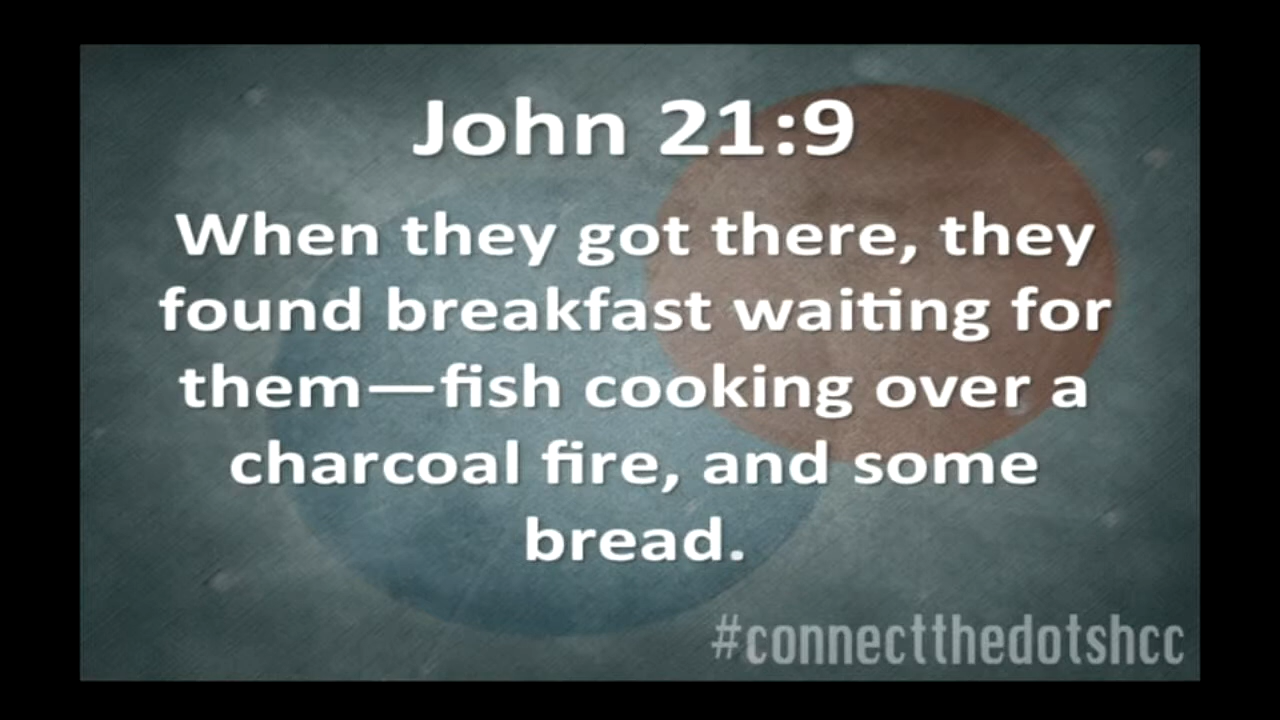 John 21:9
When they got there, they
found breakfast waiting for
them—fish cooking over a
charcoal fire, and some
bread.
#connectthedotshcc